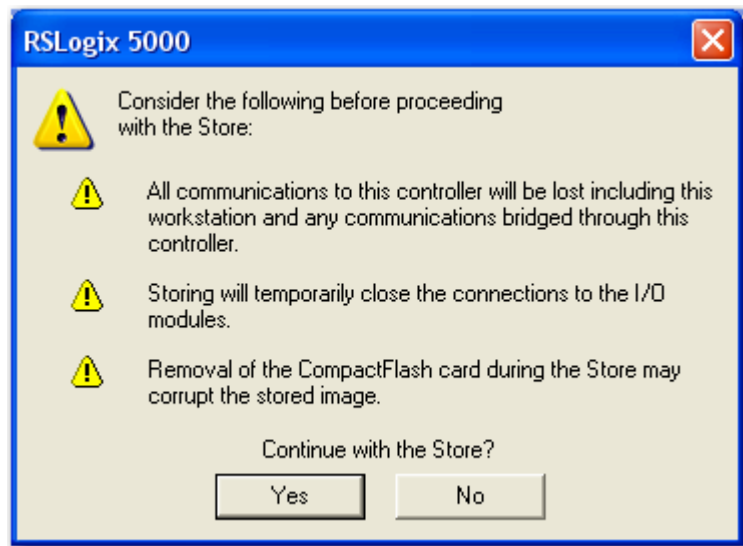 RSLogix 5000
Consider the following before proceeding
with the Store:
All communications to this controller will be lost including this
workstation and any communications bridged through this
controller.
Storing will temporarily close the connections to the I/O
modules.
Removal of the CompactFlash card during the Store may
corrupt the stored image.
Continue with the Store?
Yes
No